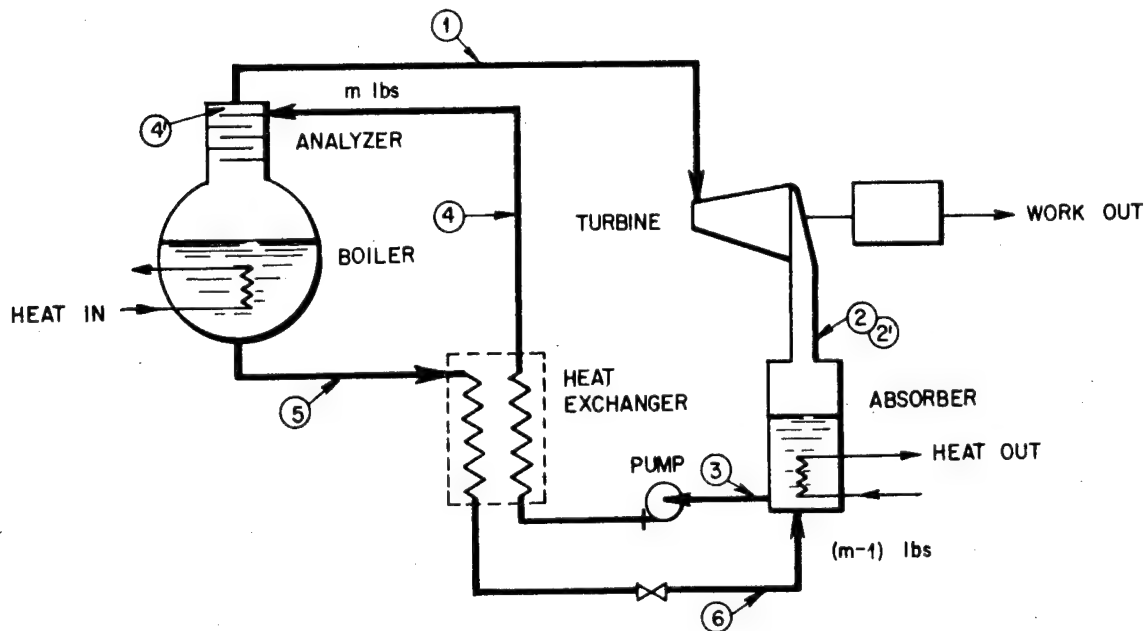 1
m lbs
4'
ANALYZER
4
TURBINE
WORK OUT
BOILER
HEAT IN
2
2'
5
HEAT
EXCHANGER
ABSORBER
PUMP
3
HEAT OUT
(m-1) lbs
6